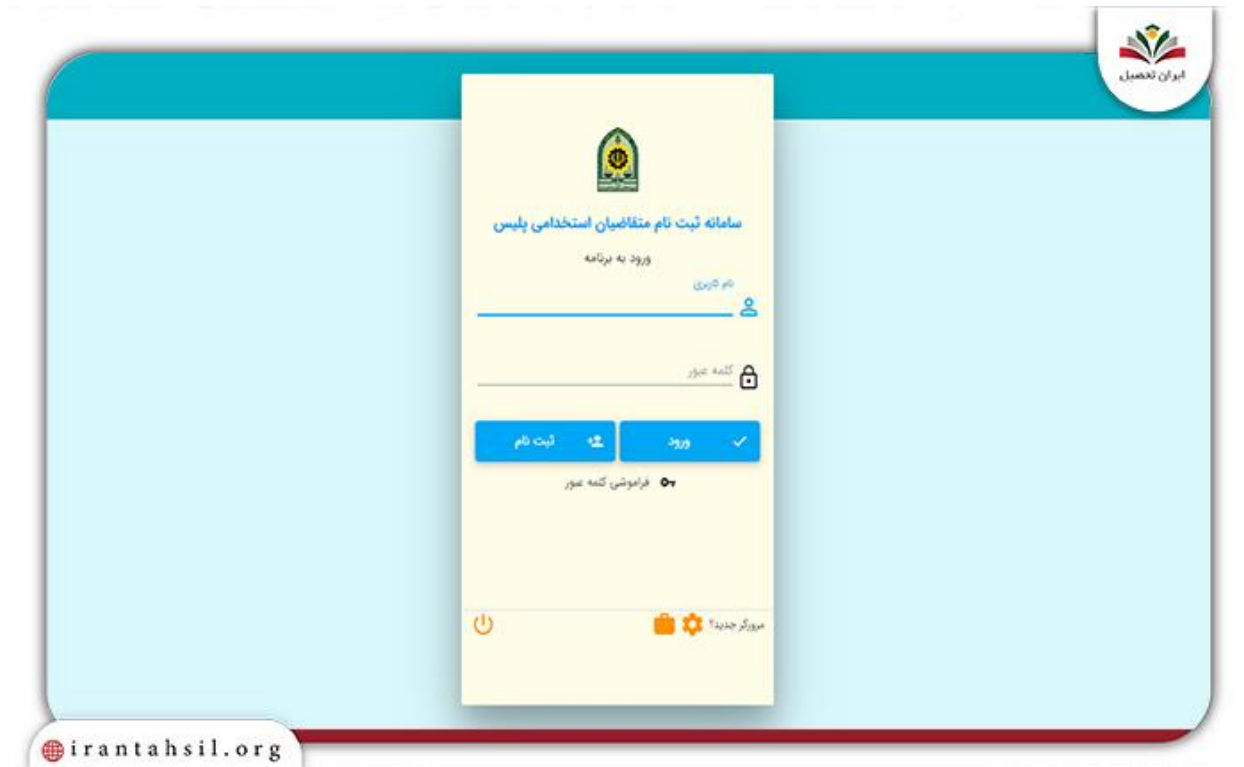 ایران تحصیل
سامانه ثبت نام متقاضیان استخدامی پلیس
ورود به برنامه
نام کاربری
کلمه عبور
ورود
ثبت نام
فراموشی کلمه عبور
مرورگر جدید؟
irantahsil.org